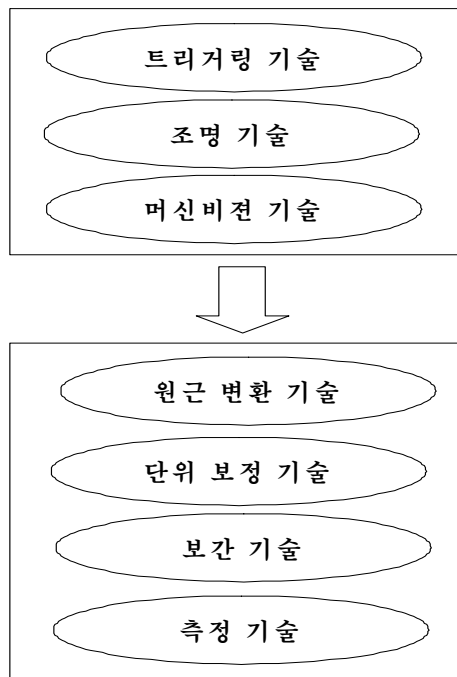 트리거링 기술
조명 기술
머신비젼 기술
원근 변환 기술
단위 보정 기술
보간 기술
측정 기술